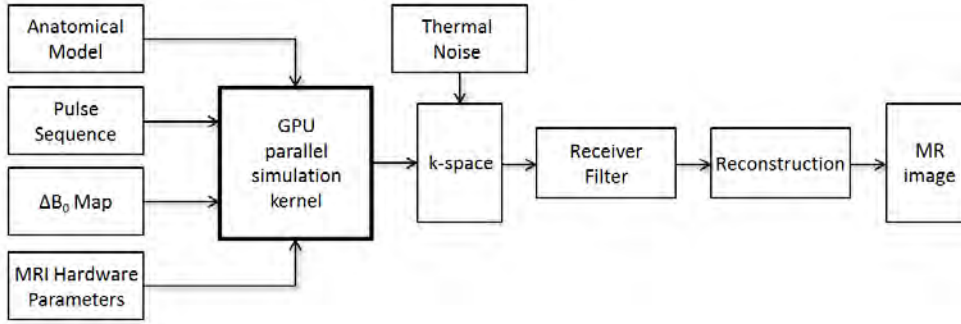 Anatomical
Model
Pulse
Sequence
ΔB₀ Map
MRI Hardware
Parameters
GPU
parallel
simulation
kernel
Thermal
Noise
k-space
Receiver
Filter
Reconstruction
MR
image